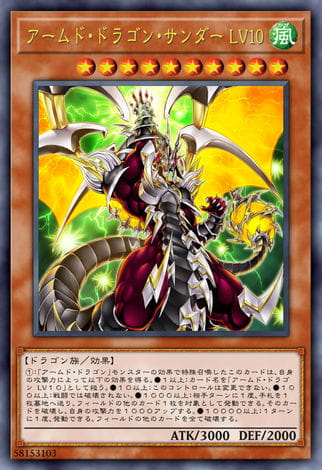 アームド・ドラゴン・サンダー LV10
風
【ドラゴン族/効果】
①:「アームド・ドラゴン」モンスターの効果で特殊召喚したこのカードは、自身
の攻撃力によって以下の効果を得る。●1以上:カード名を「アームド・ドラゴ
ン LV10」として扱う。●10以上:このコントロールは変更できない。●10
0以上:戦闘では破壊されない。●1000以上:相手ターンに1度、手札を1
枚墓地へ送り、フィールドの他のカード1枚を対象として発動できる。そのカー
ドを破壊し、自身の攻撃力を1000アップする。●10000以上:1ターン
に1度、発動できる。フィールドの他のカードを全て破壊する。
ATK/3000 DEF/2000
58153103